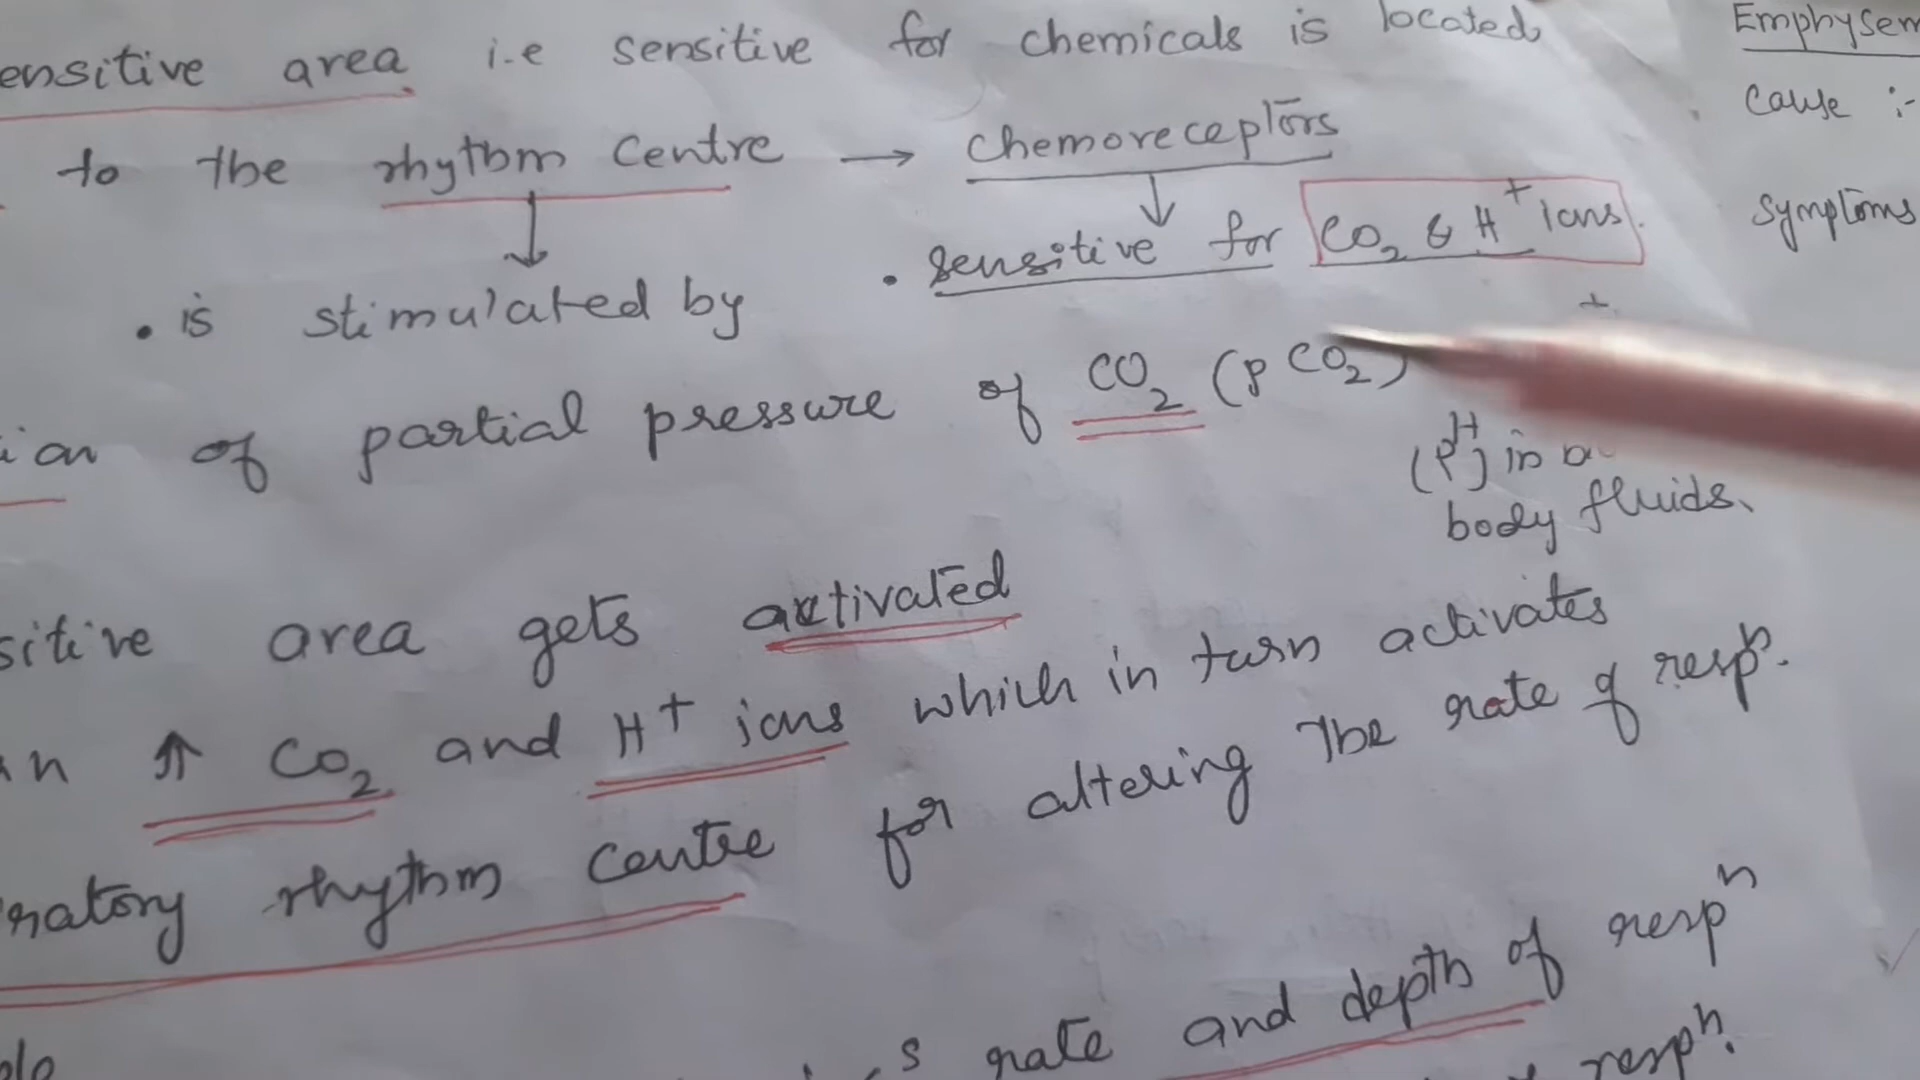 ensitive area i.e sensitive for chemicals is located
to the rhythm centre → chemoreceptors
• is stimulated by
• sensitive for CO₂ & H⁺ ions.
of partial pressure of CO₂ (pCO₂)
(pH) in
body fluids.
sitive area gets activated
↑ CO₂ and H⁺ ions which in turn activates
ratory rhythm centre for altering the rate of respⁿ.
rate and depth of respⁿ
respⁿ.
Emphysem
Cause :-
Symptoms